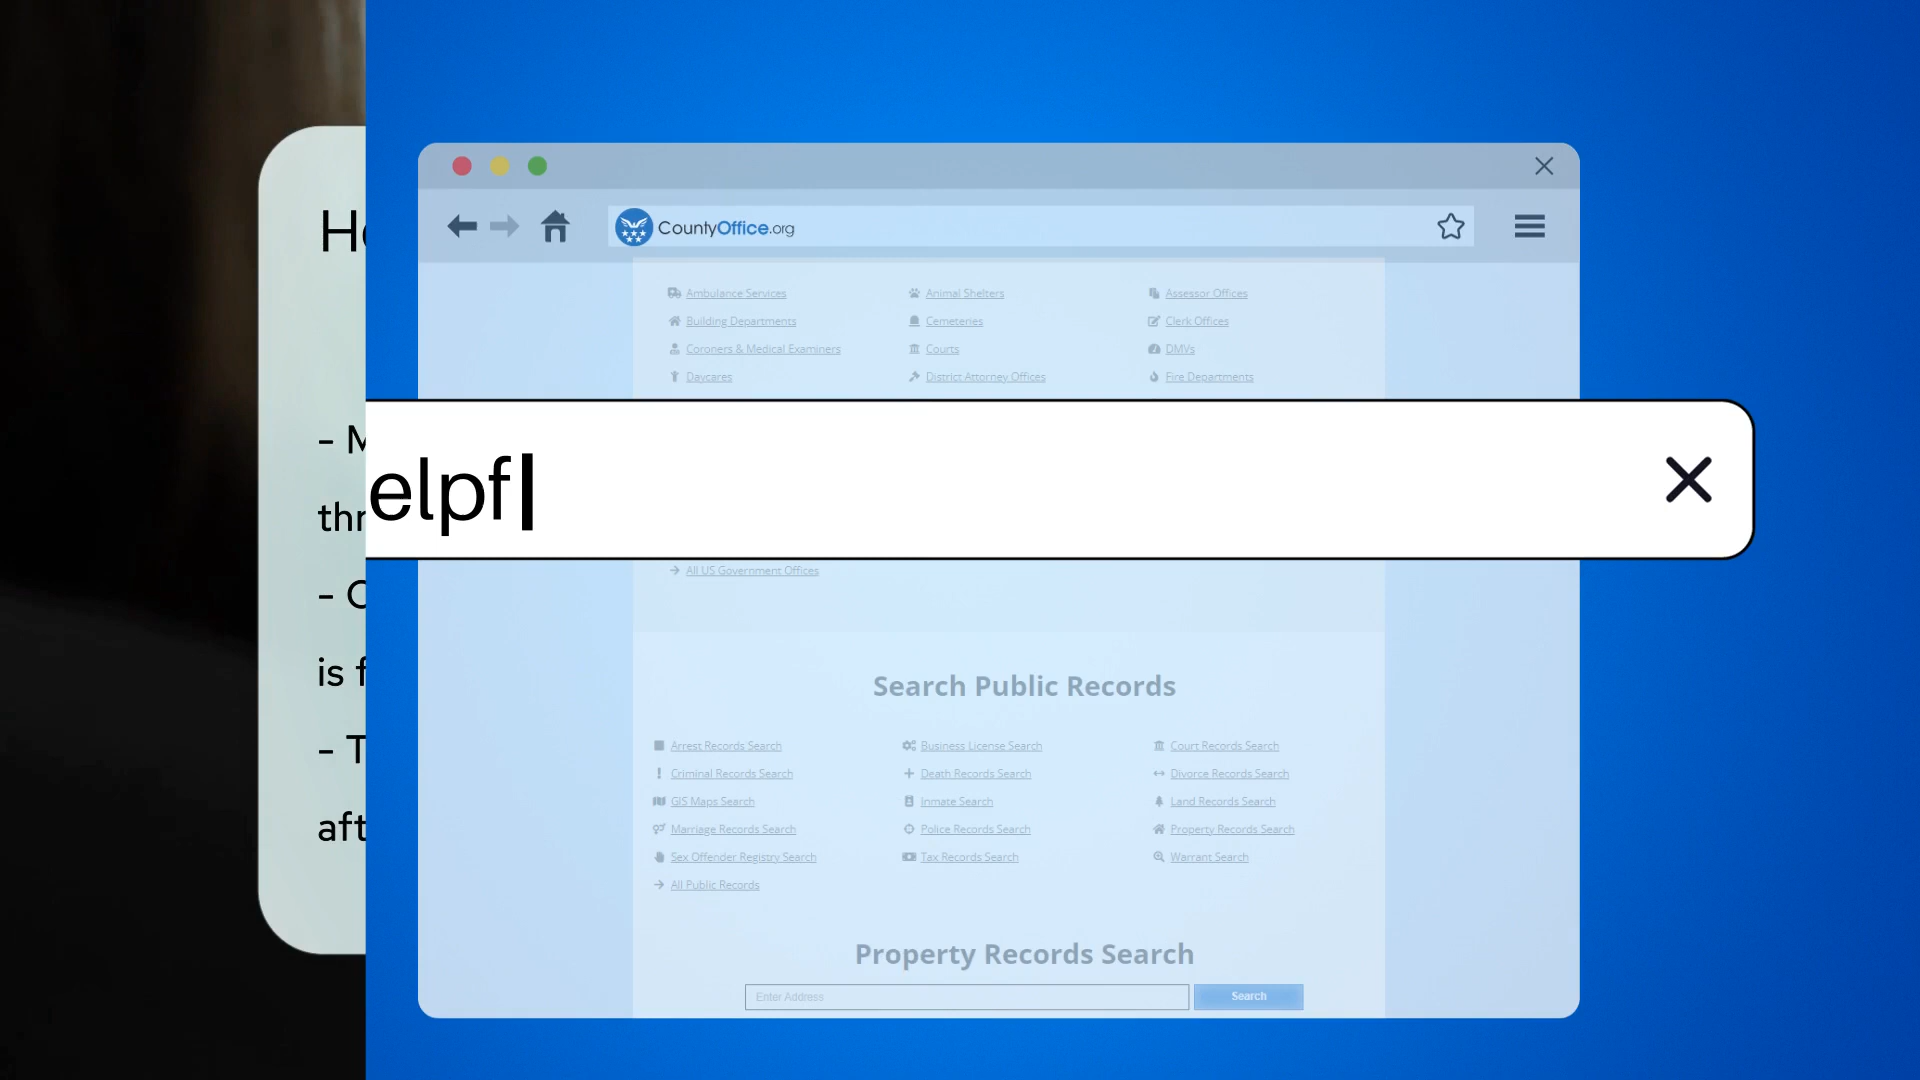 CountyOffice.org
Ambulance Services
Animal Shelters
Assessor Offices
Building Departments
Cemeteries
Clerk Offices
Coroners & Medical Examiners
Courts
DMVs
Daycares
District Attorney Offices
Fire Departments
elpf
thr
is f
aft
All US Government Offices
Search Public Records
Arrest Records Search
Business License Search
Court Records Search
Criminal Records Search
Death Records Search
Divorce Records Search
GIS Maps Search
Inmate Search
Land Records Search
Marriage Records Search
Police Records Search
Property Records Search
Sex Offender Registry Search
Tax Records Search
Warrant Search
All Public Records
Property Records Search
Enter Address
Search